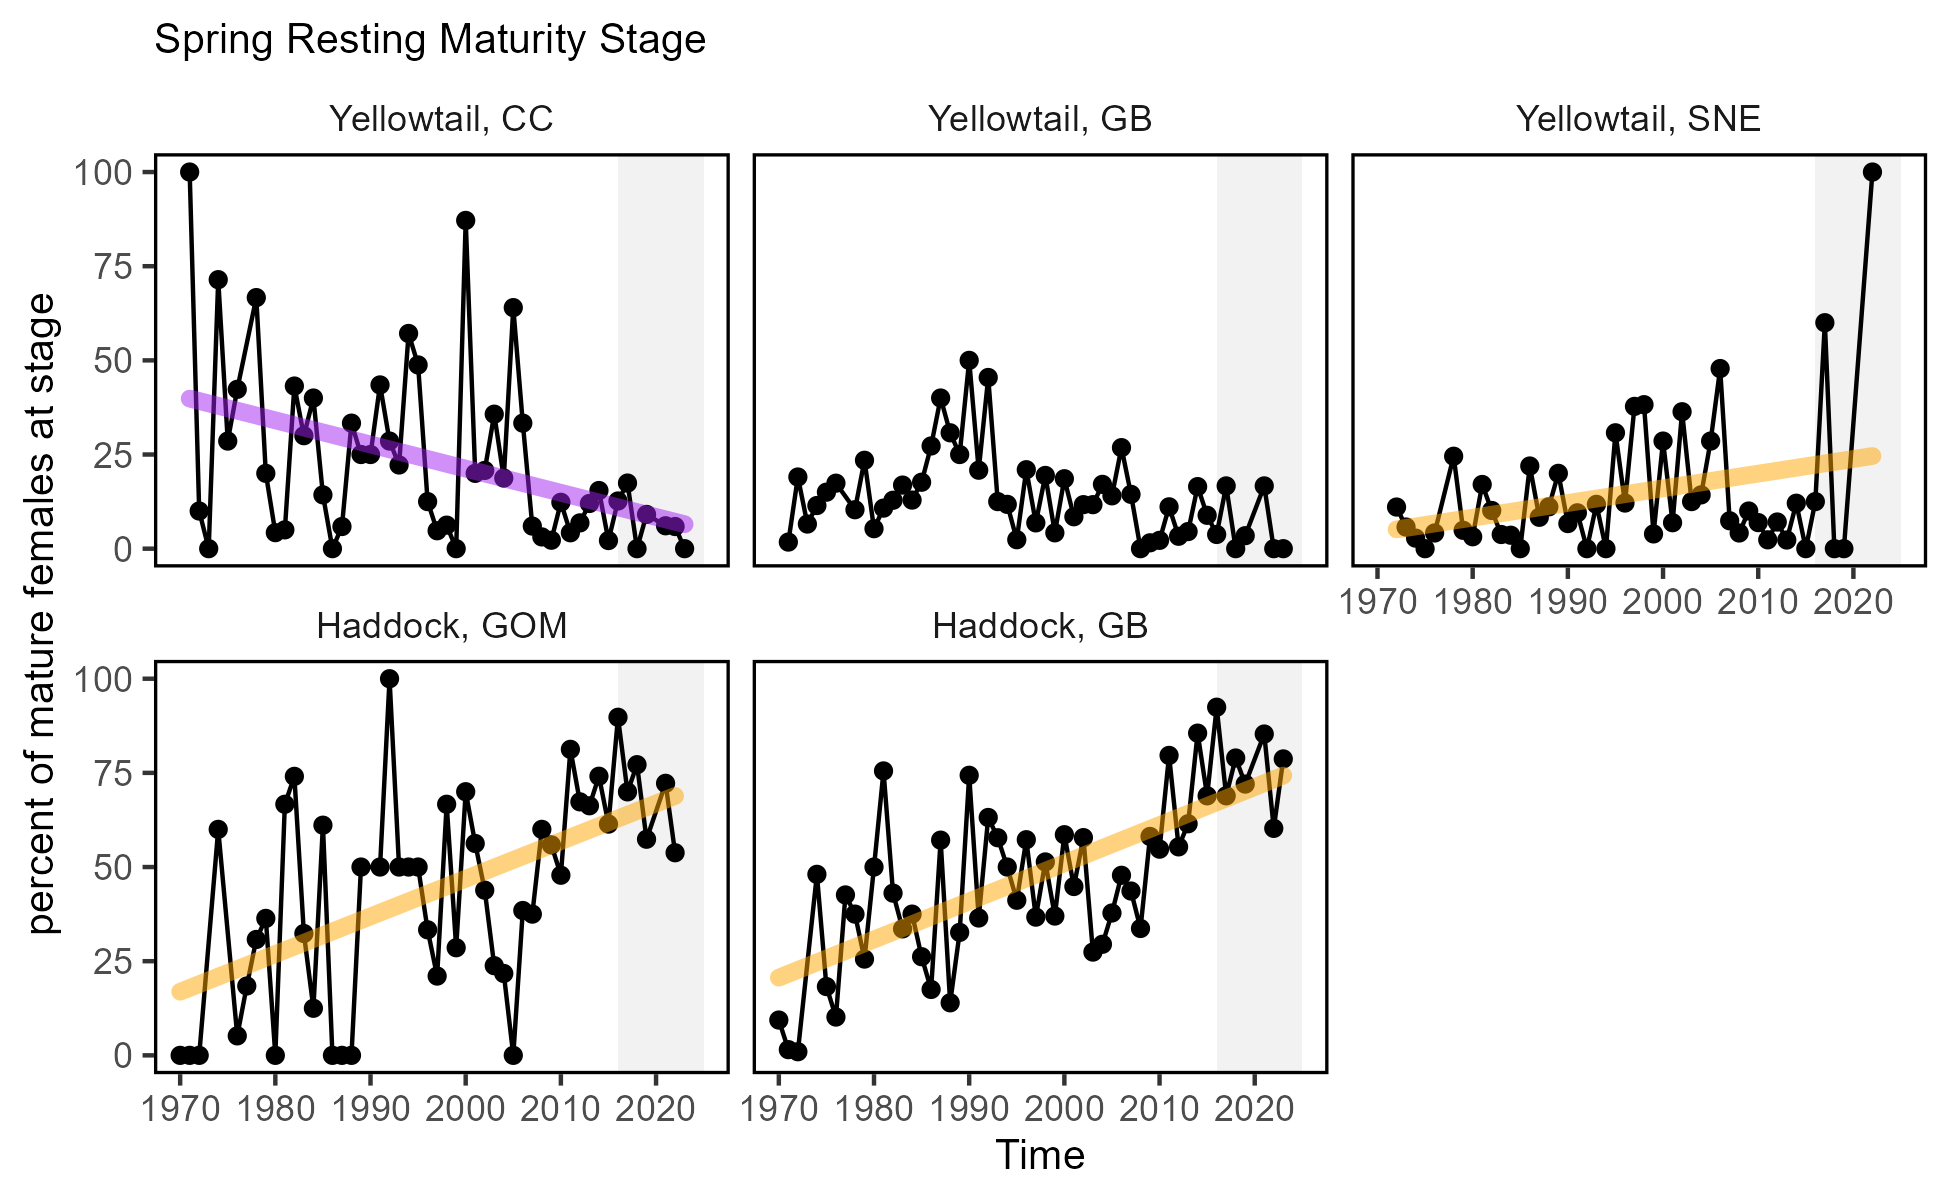 Spring Resting Maturity Stage
Yellowtail, CC
Yellowtail, GB
Yellowtail, SNE
percent of mature females at stage
100
75
50
25
0
1970 1980 1990 2000 2010 2020
Haddock, GOM
Haddock, GB
100
75
50
25
0
1970 1980 1990 2000 2010 2020
1970 1980 1990 2000 2010 2020
Time